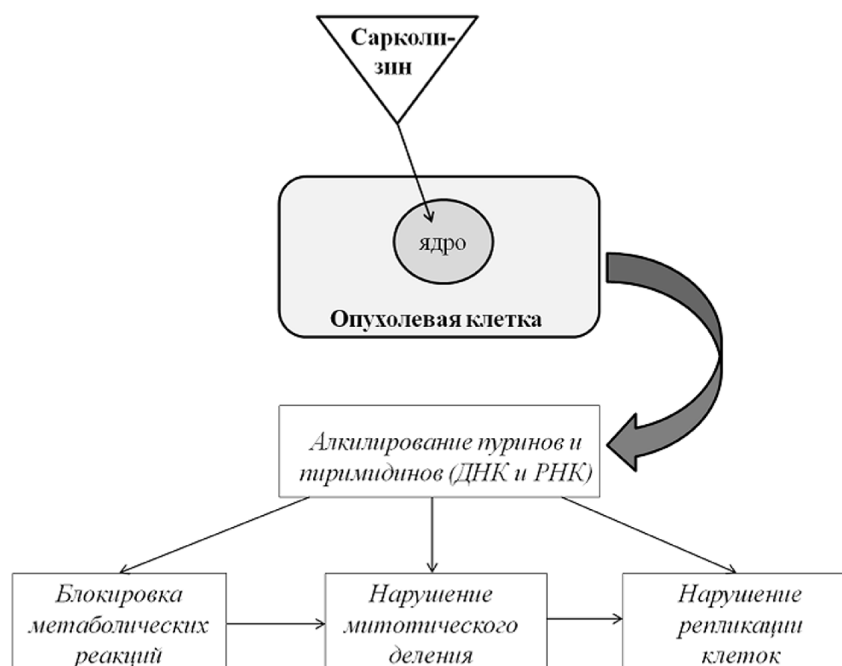 Сарколи-
зин
ядро
Опухолевая клетка
Алкилирование пуринов и
пиримидинов (ДНК и РНК)
Блокировка
метаболических
реакций
Нарушение
митотического
деления
Нарушение
репликации
клеток